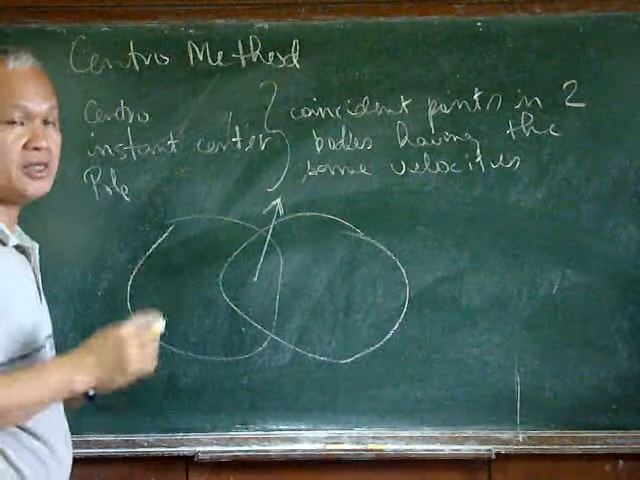 Centro Method
Centro
instant center
Pole
} coincident points in 2
bodies having the
same velocities